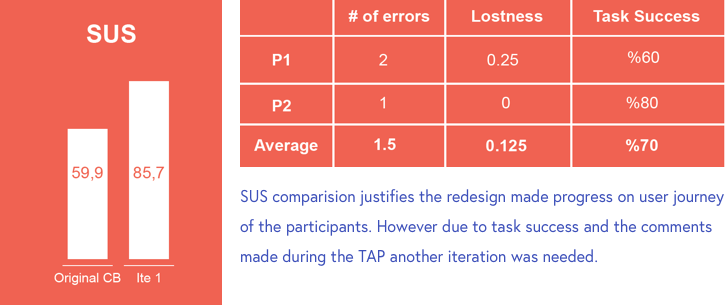 SUS
59,9 85,7
Original CB Ite 1
# of errors Lostness Task Success
P1 2 0.25 %60
P2 1 0 %80
Average 1.5 0.125 %70
SUS comparision justifies the redesign made progress on user journey
of the participants. However due to task success and the comments
made during the TAP another iteration was needed.